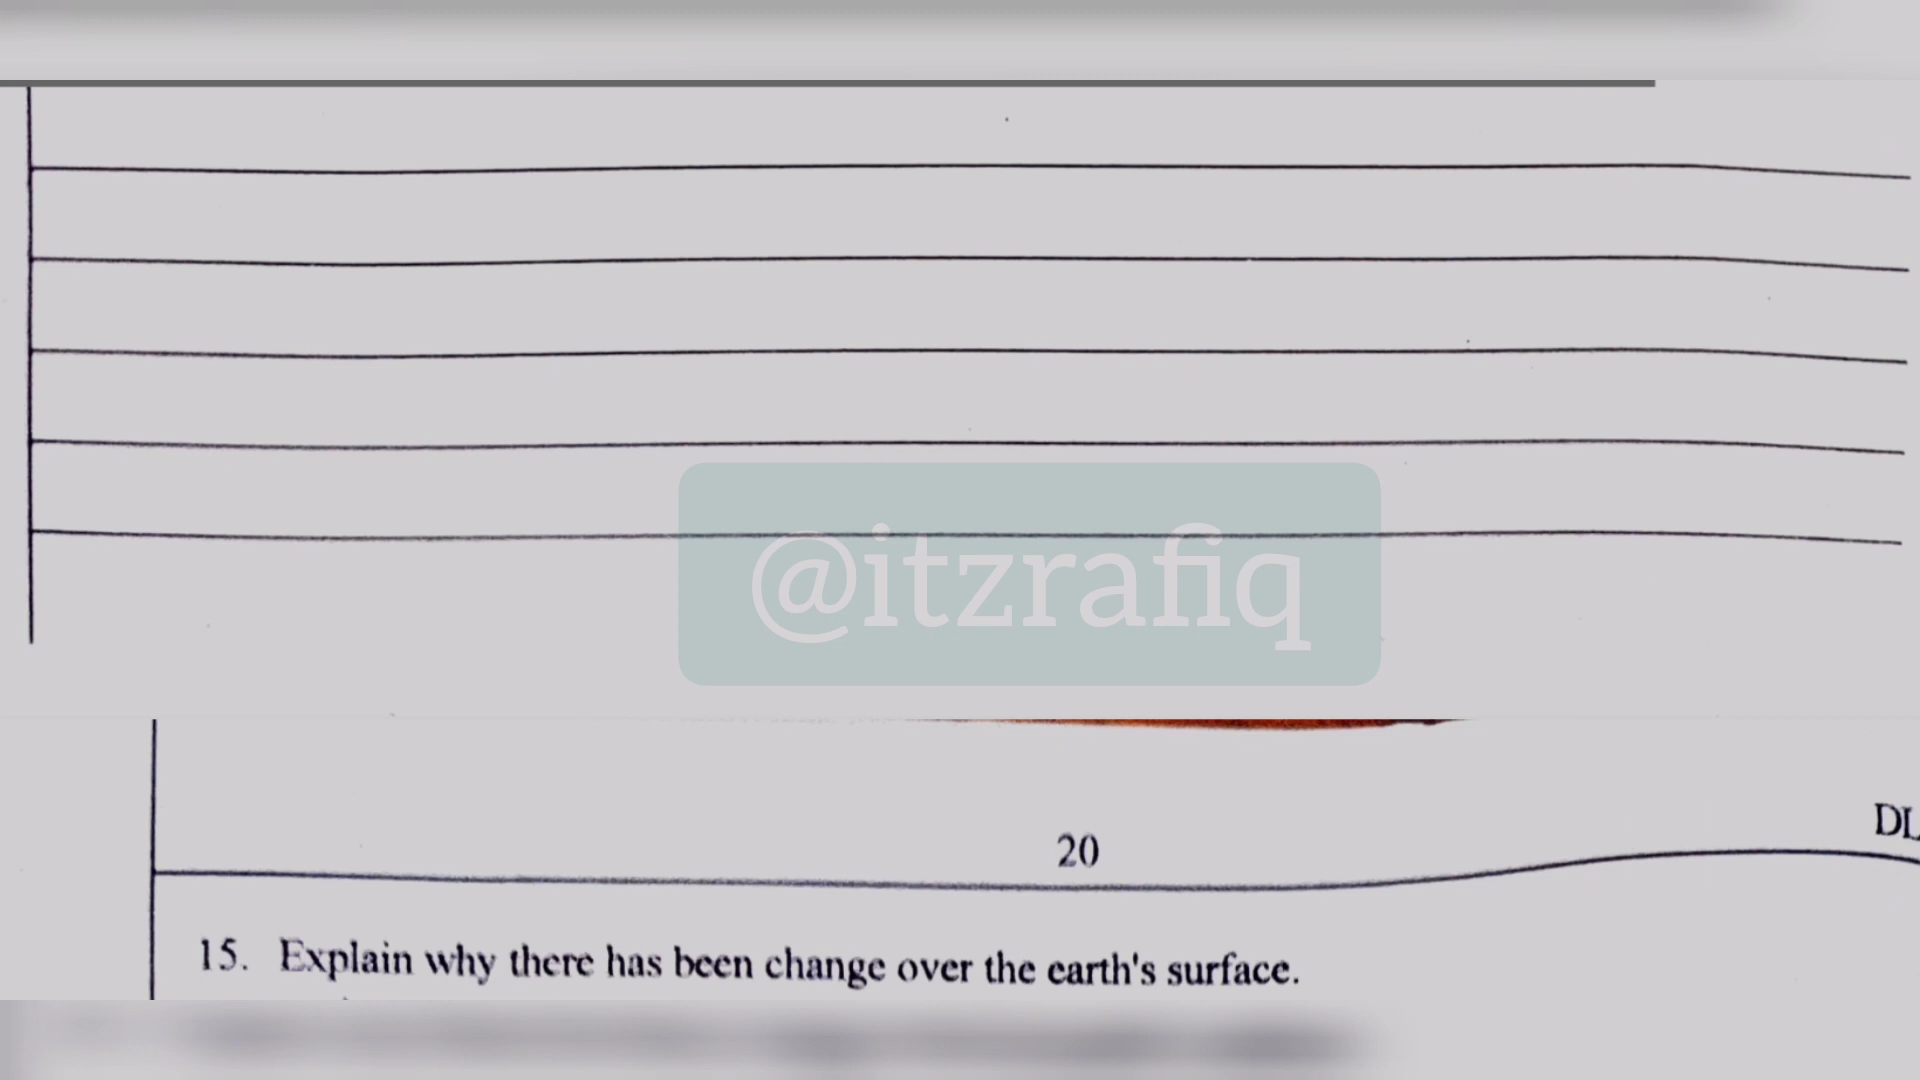 @itzrafiq
20
DL
15. Explain why there has been change over the earth's surface.